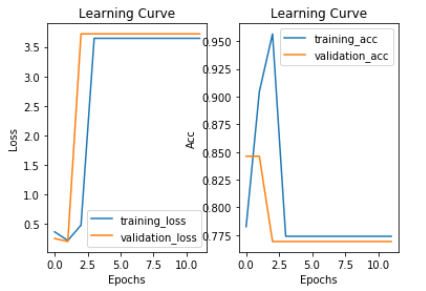 Learning Curve
3.5
3.0
2.5
2.0
1.5
1.0
0.5
Loss
training_loss
validation_loss
0.0 2.5 5.0 7.5 10.0
Epochs
Learning Curve
0.950
0.925
0.900
0.875
0.850
0.825
0.800
0.775
Acc
training_acc
validation_acc
0.0 2.5 5.0 7.5 10.0
Epochs